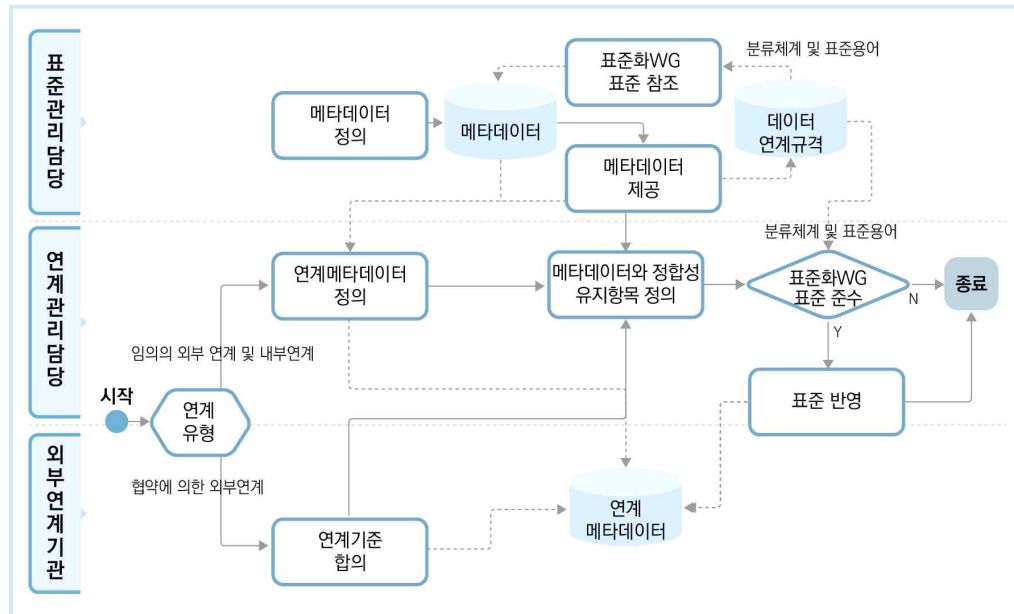 표준관리담당
분류체계 및 표준용어
표준화WG
표준 참조
메타데이터
정의
메타데이터
데이터
연계규격
메타데이터
제공
연계관리담당
분류체계 및 표준용어
연계메타데이터
정의
메타데이터와 정합성
유지항목 정의
표준화WG
표준 준수
N
종료
Y
임의의 외부 연계 및 내부연계
시작
연계
유형
표준 반영
외부연계기관
협약에 의한 외부연계
연계
메타데이터
연계기준
합의